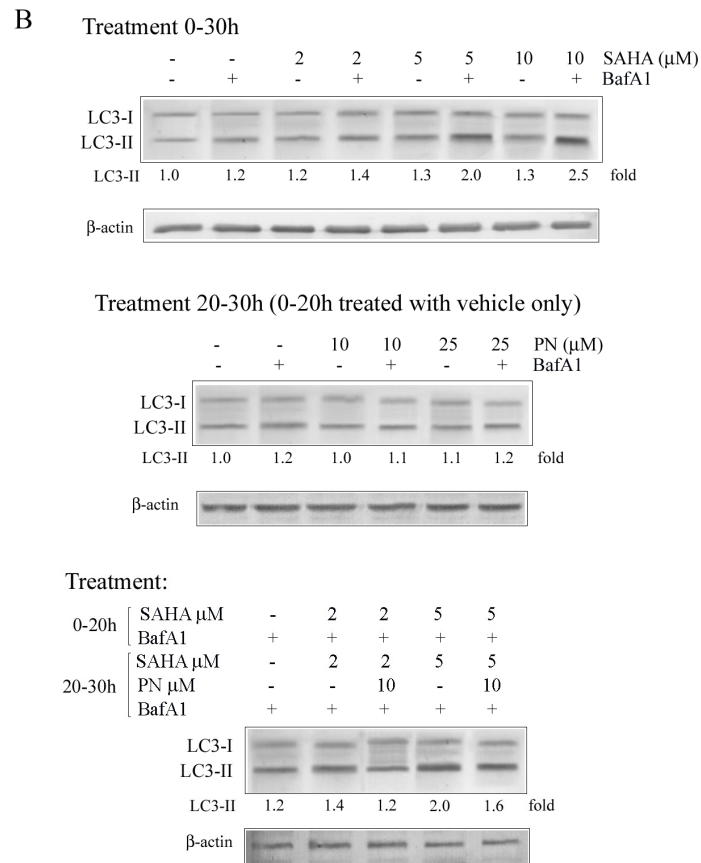 B
Treatment 0-30h
- - 2 2 5 5 10 10 SAHA (μM)
- + - + - + - + BafA1
LC3-I
LC3-II
LC3-II 1.0 1.2 1.2 1.4 1.3 2.0 1.3 2.5 fold
β-actin
Treatment 20-30h (0-20h treated with vehicle only)
- - 10 10 25 25 PN (μM)
- + - + - + BafA1
LC3-I
LC3-II
LC3-II 1.0 1.2 1.0 1.1 1.1 1.2 fold
β-actin
Treatment:
0-20h
SAHA μM - 2 2 5 5
BafA1 + + + + +
20-30h
SAHA μM - 2 2 5 5
PN μM - - 10 - 10
BafA1 + + + + +
LC3-I
LC3-II
LC3-II 1.2 1.4 1.2 2.0 1.6 fold
β-actin